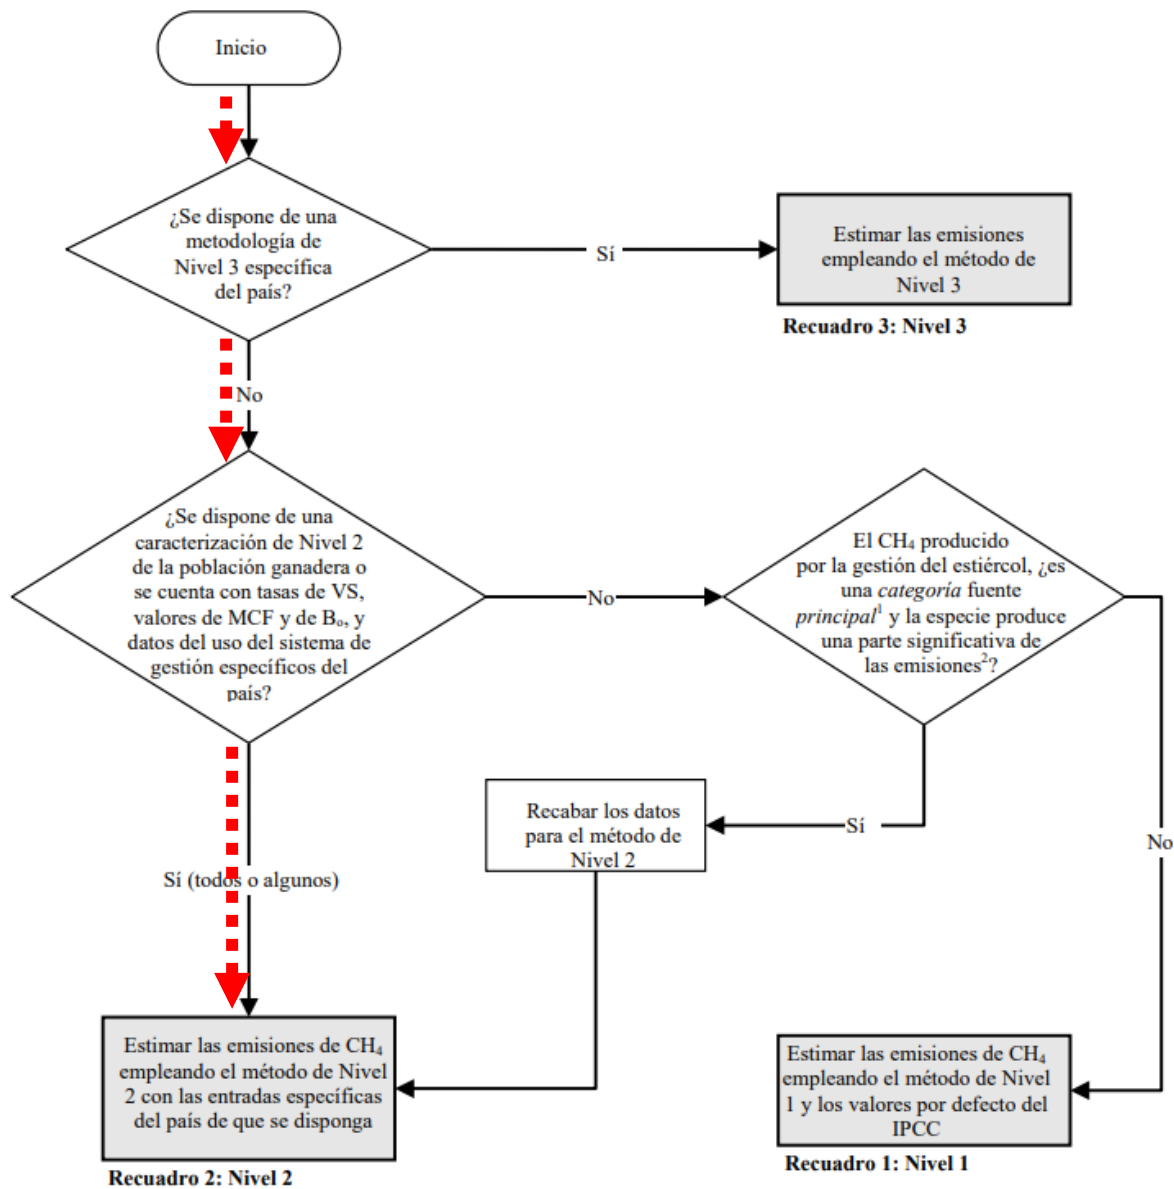 Inicio
¿Se dispone de una
metodología de
Nivel 3 específica
del país?
Sí
Estimar las emisiones
empleando el método de
Nivel 3
Recuadro 3: Nivel 3
No
¿Se dispone de una
caracterización de Nivel 2
de la población ganadera o
se cuenta con tasas de VS,
valores de MCF y de Bₒ, y
datos del uso del sistema de
gestión específicos del
país?
No
El CH₄ producido
por la gestión del estiércol, ¿es
una categoría fuente
principal¹ y la especie produce
una parte significativa de
las emisiones²?
Recabar los datos
para el método de
Nivel 2
Sí
No
Sí (todos o algunos)
Estimar las emisiones de CH₄
empleando el método de Nivel
2 con las entradas específicas
del país de que se disponga
Recuadro 2: Nivel 2
Estimar las emisiones de CH₄
empleando el método de Nivel
1 y los valores por defecto del
IPCC
Recuadro 1: Nivel 1